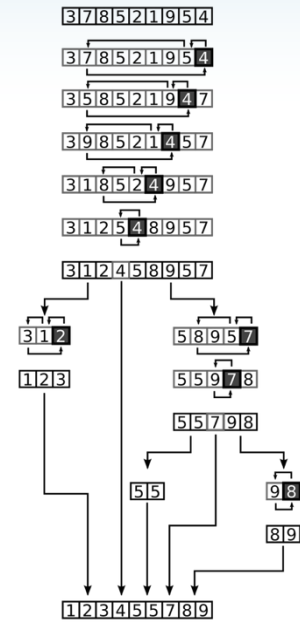 3 7 8 5 2 1 9 5 4
3 7 8 5 2 1 9 5 4
3 5 8 5 2 1 9 4 7
3 9 8 5 2 1 4 5 7
3 1 8 5 2 4 9 5 7
3 1 2 5 4 8 9 5 7
3 1 2 4 5 8 9 5 7
3 1 2
5 8 9 5 7
1 2 3
5 5 9 7 8
5 5 7 9 8
5 5
9 8
8 9
1 2 3 4 5 5 7 8 9